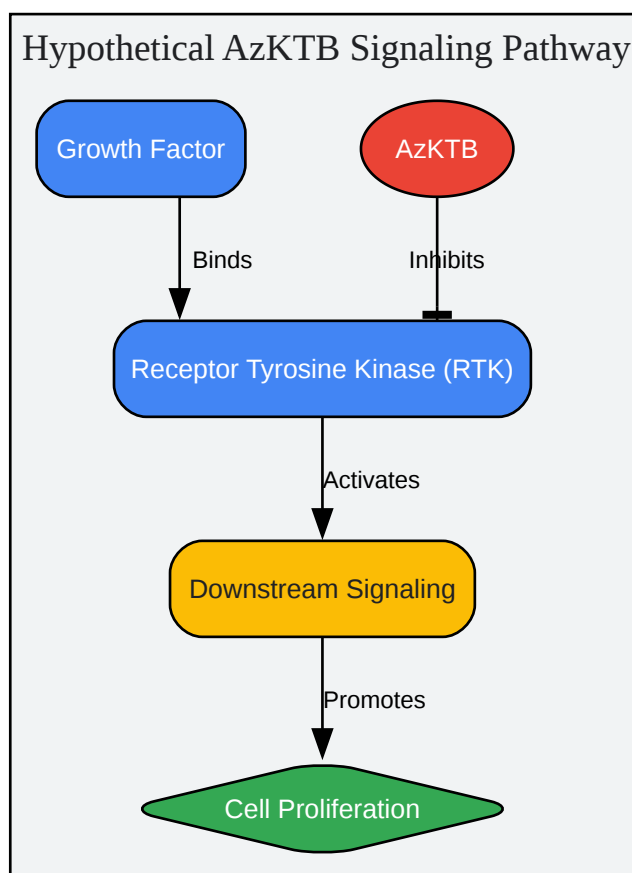 Hypothetical AzKTB Signaling Pathway
Growth Factor
AzKTB
Binds
Inhibits
Receptor Tyrosine Kinase (RTK)
Activates
Downstream Signaling
Promotes
Cell Proliferation